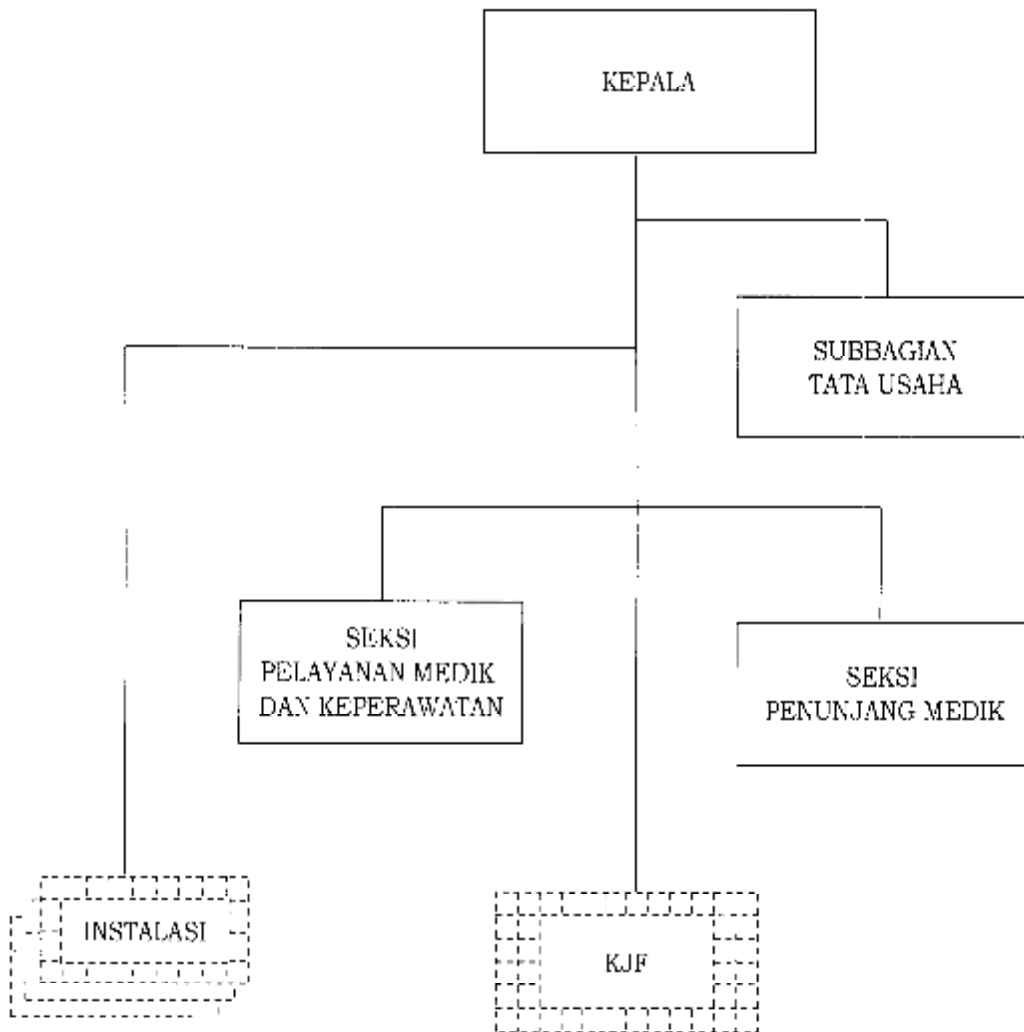 KEPALA
SUBBAGIAN
TATA USAHA
SEKSI
PELAYANAN MEDIK
DAN KEPERAWATAN
SEKSI
PENUNJANG MEDIK
INSTALASI
KJF